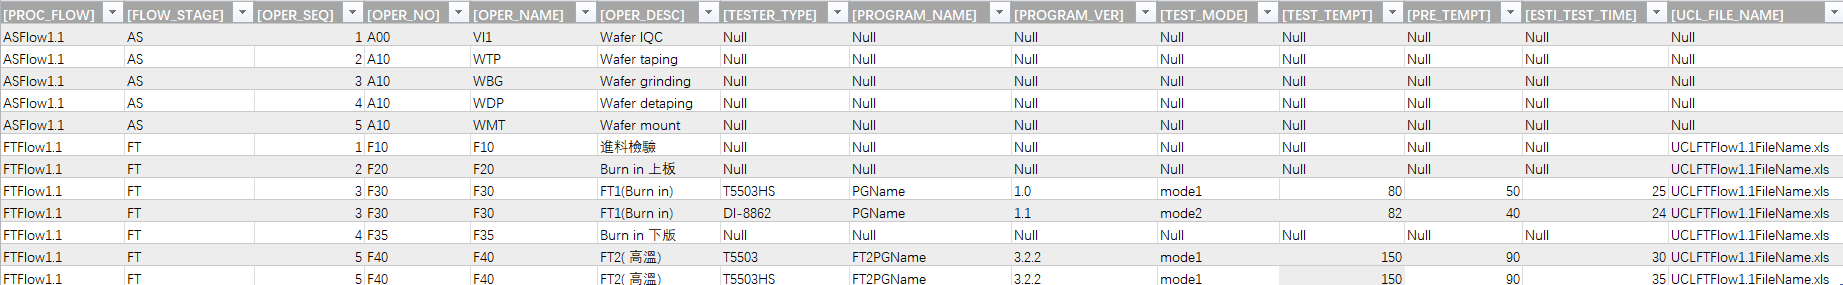 [PROC_FLOW] [FLOW_STAGE] [OPER_SEQ] [OPER_NO] [OPER_NAME] [OPER_DESC] [TESTER_TYPE] [PROGRAM_NAME] [PROGRAM_VER] [TEST_MODE] [TEST_TEMPT] [PRE_TEMPT] [ESTI_TEST_TIME] [UCL_FILE_NAME]
ASFlow1.1 AS 1 A00 VI1 Wafer IQC Null Null Null Null Null Null Null Null
ASFlow1.1 AS 2 A10 WTP Wafer taping Null Null Null Null Null Null Null Null
ASFlow1.1 AS 3 A10 WBG Wafer grinding Null Null Null Null Null Null Null Null
ASFlow1.1 AS 4 A10 WDP Wafer detaping Null Null Null Null Null Null Null Null
ASFlow1.1 AS 5 A10 WMT Wafer mount Null Null Null Null Null Null Null Null
FTFlow1.1 FT 1 F10 F10 進料檢驗 Null Null Null Null Null Null Null UCLFTFlow1.1FileName.xls
FTFlow1.1 FT 2 F20 F20 Burn in 上板 Null Null Null Null Null Null Null UCLFTFlow1.1FileName.xls
FTFlow1.1 FT 3 F30 F30 FT1(Burn in) T5503HS PGName 1.0 mode1 80 50 25 UCLFTFlow1.1FileName.xls
FTFlow1.1 FT 3 F30 F30 FT1(Burn in) DI-8862 PGName 1.1 mode2 82 40 24 UCLFTFlow1.1FileName.xls
FTFlow1.1 FT 4 F35 F35 Burn in 下版 Null Null Null Null Null Null Null UCLFTFlow1.1FileName.xls
FTFlow1.1 FT 5 F40 F40 FT2( 高溫) T5503 FT2PGName 3.2.2 mode1 150 90 30 UCLFTFlow1.1FileName.xls
FTFlow1.1 FT 5 F40 F40 FT2( 高溫) T5503HS FT2PGName 3.2.2 mode1 150 90 35 UCLFTFlow1.1FileName.xls